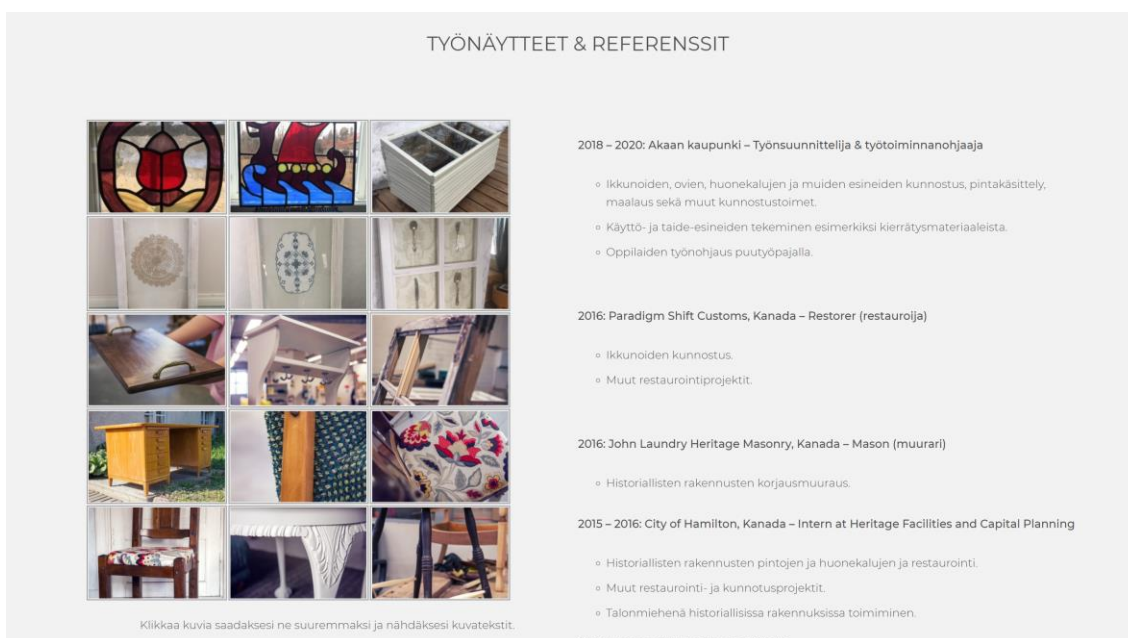 TYÖNÄYTTEET & REFERENSSIT
2018 – 2020: Akaan kaupunki – Työnsuunnittelija & työtoiminnanohjaaja
◦ Ikkunoiden, ovien, huonekalujen ja muiden esineiden kunnostus, pintakäsittely,
maalaus sekä muut kunnostustoimet.
◦ Käyttö- ja taide-esineiden tekeminen esimerkiksi kierrätysmateriaaleista.
◦ Oppilaiden työnohjaus puutyöpajalla.
2016: Paradigm Shift Customs, Kanada – Restorer (restauroija)
◦ Ikkunoiden kunnostus.
◦ Muut restaurointiprojektit.
2016: John Laundry Heritage Masonry, Kanada – Mason (muurari)
◦ Historiallisten rakennusten korjausmuuraus.
2015 – 2016: City of Hamilton, Kanada – Intern at Heritage Facilities and Capital Planning
◦ Historiallisten rakennusten pintojen ja huonekalujen ja restaurointi.
◦ Muut restaurointi- ja kunnotusprojektit.
◦ Talonmiehenä historiallisissa rakennuksissa toimiminen.
Klikkaa kuvia saadaksesi ne suuremmaksi ja nähdäksesi kuvatekstit.